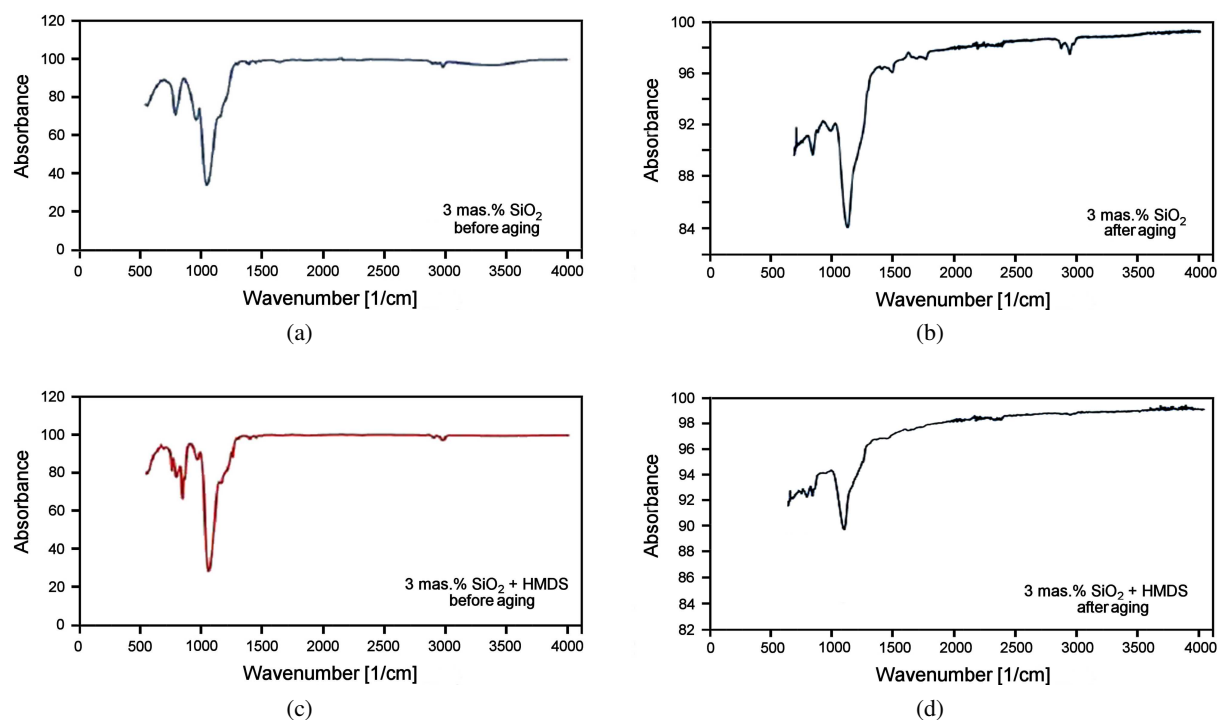 120
100
80
60
40
20
0
Absorbance
0 500 1000 1500 2000 2500 3000 3500 4000
Wavenumber [1/cm]
3 mas.% SiO₂
before aging
(a)
100
96
92
88
84
Absorbance
0 500 1000 1500 2000 2500 3000 3500 4000
Wavenumber [1/cm]
3 mas.% SiO₂
after aging
(b)
120
100
80
60
40
20
0
Absorbance
0 500 1000 1500 2000 2500 3000 3500 4000
Wavenumber [1/cm]
3 mas.% SiO₂ + HMDS
before aging
(c)
100
98
96
94
92
90
88
86
84
82
Absorbance
0 500 1000 1500 2000 2500 3000 3500 4000
Wavenumber [1/cm]
3 mas.% SiO₂ + HMDS
after aging
(d)